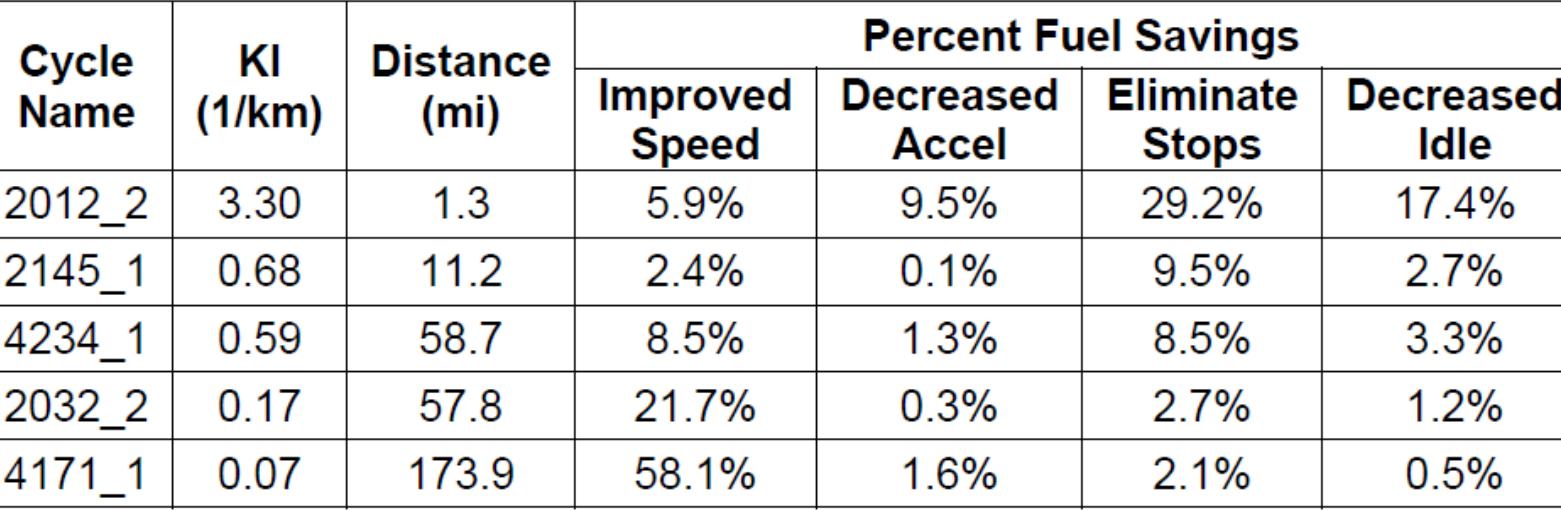 Cycle Name KI (1/km) Distance (mi) Percent Fuel Savings
Improved Speed Decreased Accel Eliminate Stops Decreased Idle
2012_2 3.30 1.3 5.9% 9.5% 29.2% 17.4%
2145_1 0.68 11.2 2.4% 0.1% 9.5% 2.7%
4234_1 0.59 58.7 8.5% 1.3% 8.5% 3.3%
2032_2 0.17 57.8 21.7% 0.3% 2.7% 1.2%
4171_1 0.07 173.9 58.1% 1.6% 2.1% 0.5%